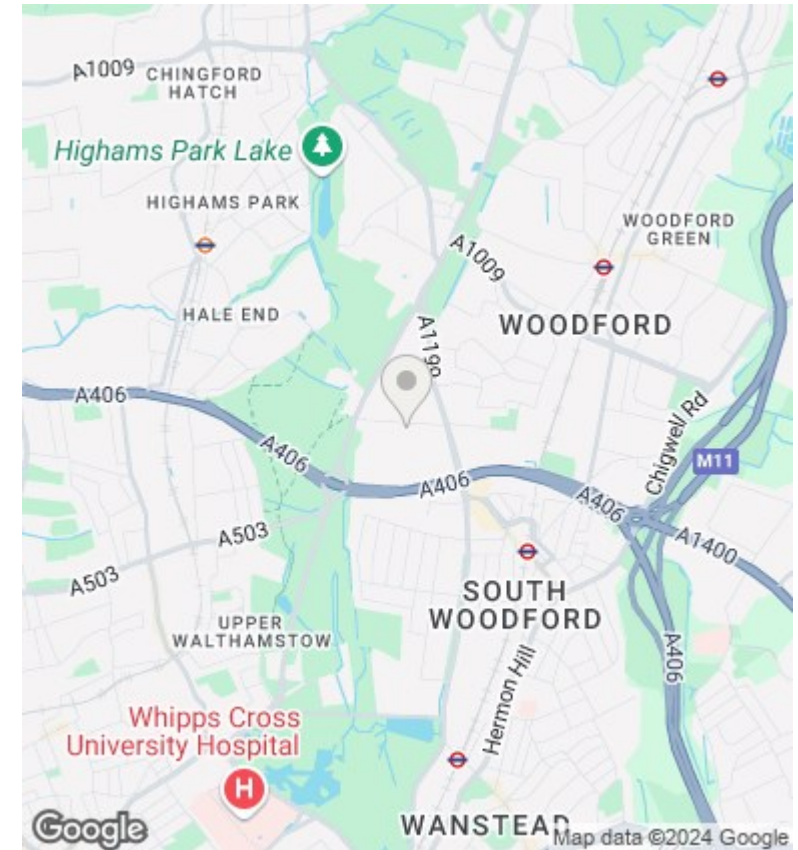 A1009
CHINGFORD
HATCH
Highams Park Lake
HIGHAMS PARK
WOODFORD
GREEN
A1009
HALE END
A1199
WOODFORD
A406
Chigwell Rd
M11
A406
A406
A406
A503
A1400
A503
SOUTH
WOODFORD
UPPER
WALTHAMSTOW
A406
Hermon Hill
Whipps Cross
University Hospital
H
WANSTEAD
Google
Map data ©2024 Google